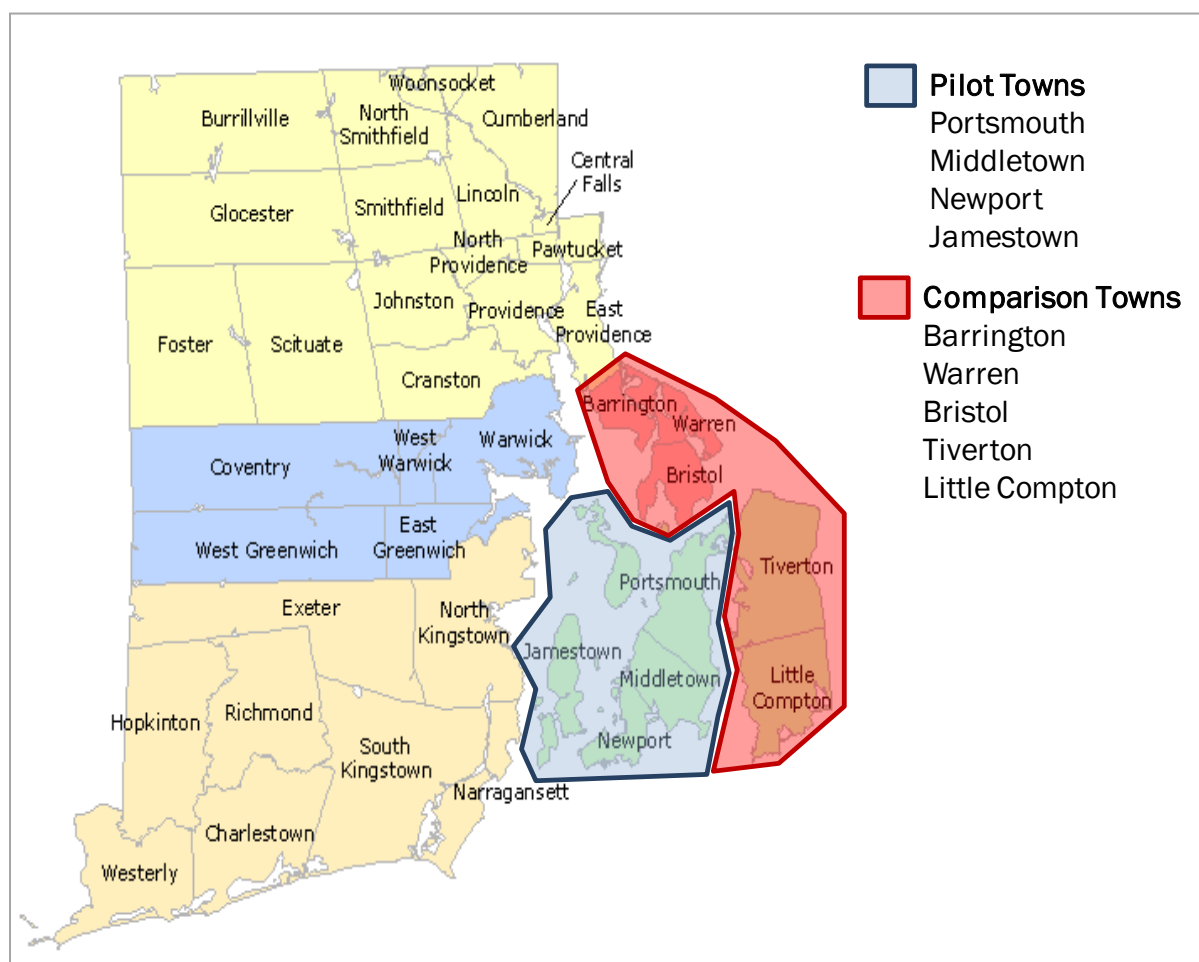 Woonsocket
Burrillville
North
Smithfield
Cumberland
Central
Falls
Glocester
Smithfield
Lincoln
North
Providence
Pawtucket
Johnston
Providence
East
Providence
Foster
Scituate
Cranston
Barrington
Warren
Bristol
Coventry
West
Warwick
Warwick
West Greenwich
East
Greenwich
Exeter
North
Kingstown
Portsmouth
Tiverton
Jamestown
Middletown
Little
Compton
Hopkinton
Richmond
South
Kingstown
Newport
Narragansett
Charlestown
Westerly
Pilot Towns
Portsmouth
Middletown
Newport
Jamestown
Comparison Towns
Barrington
Warren
Bristol
Tiverton
Little Compton